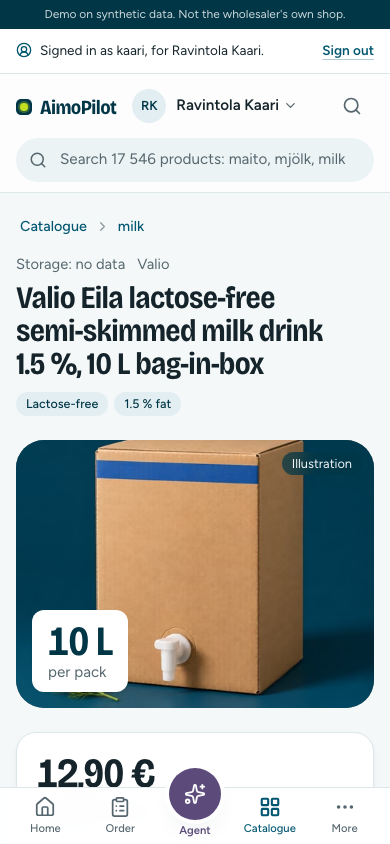 Demo on synthetic data. Not the wholesaler's own shop.
Signed in as kaari, for Ravintola Kaari.
Sign out
AimoPilot
RK
Ravintola Kaari
Search 17 546 products: maito, mjölk, milk
Catalogue
milk
Storage: no data
Valio
Valio Eila lactose-free
semi-skimmed milk drink
1.5 %, 10 L bag-in-box
Lactose-free
1.5 % fat
Illustration
10 L
per pack
12.90 €
Home
Order
Agent
Catalogue
More